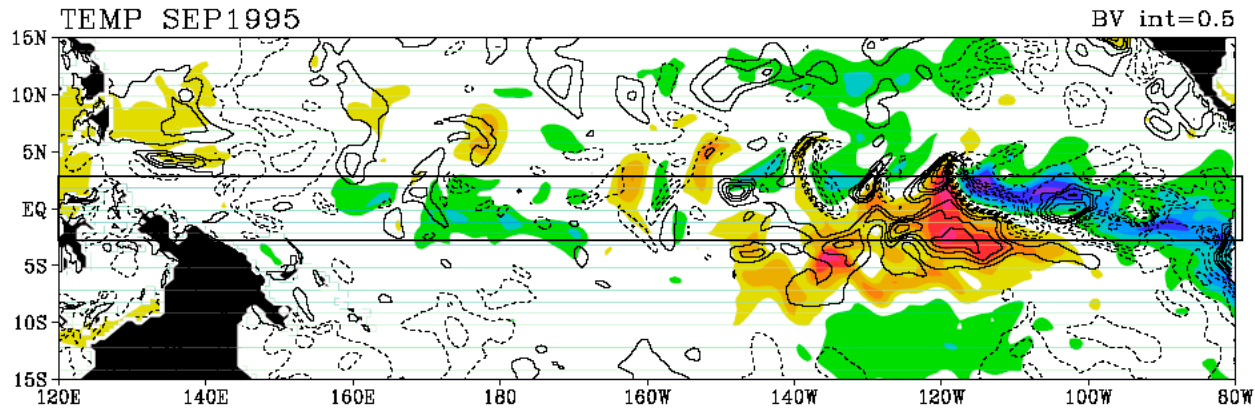 TEMP SEP1995
BV int=0.5
15N
10N
5N
EQ
5S
10S
15S
120E 140E 160E 180 160W 140W 120W 100W 80W